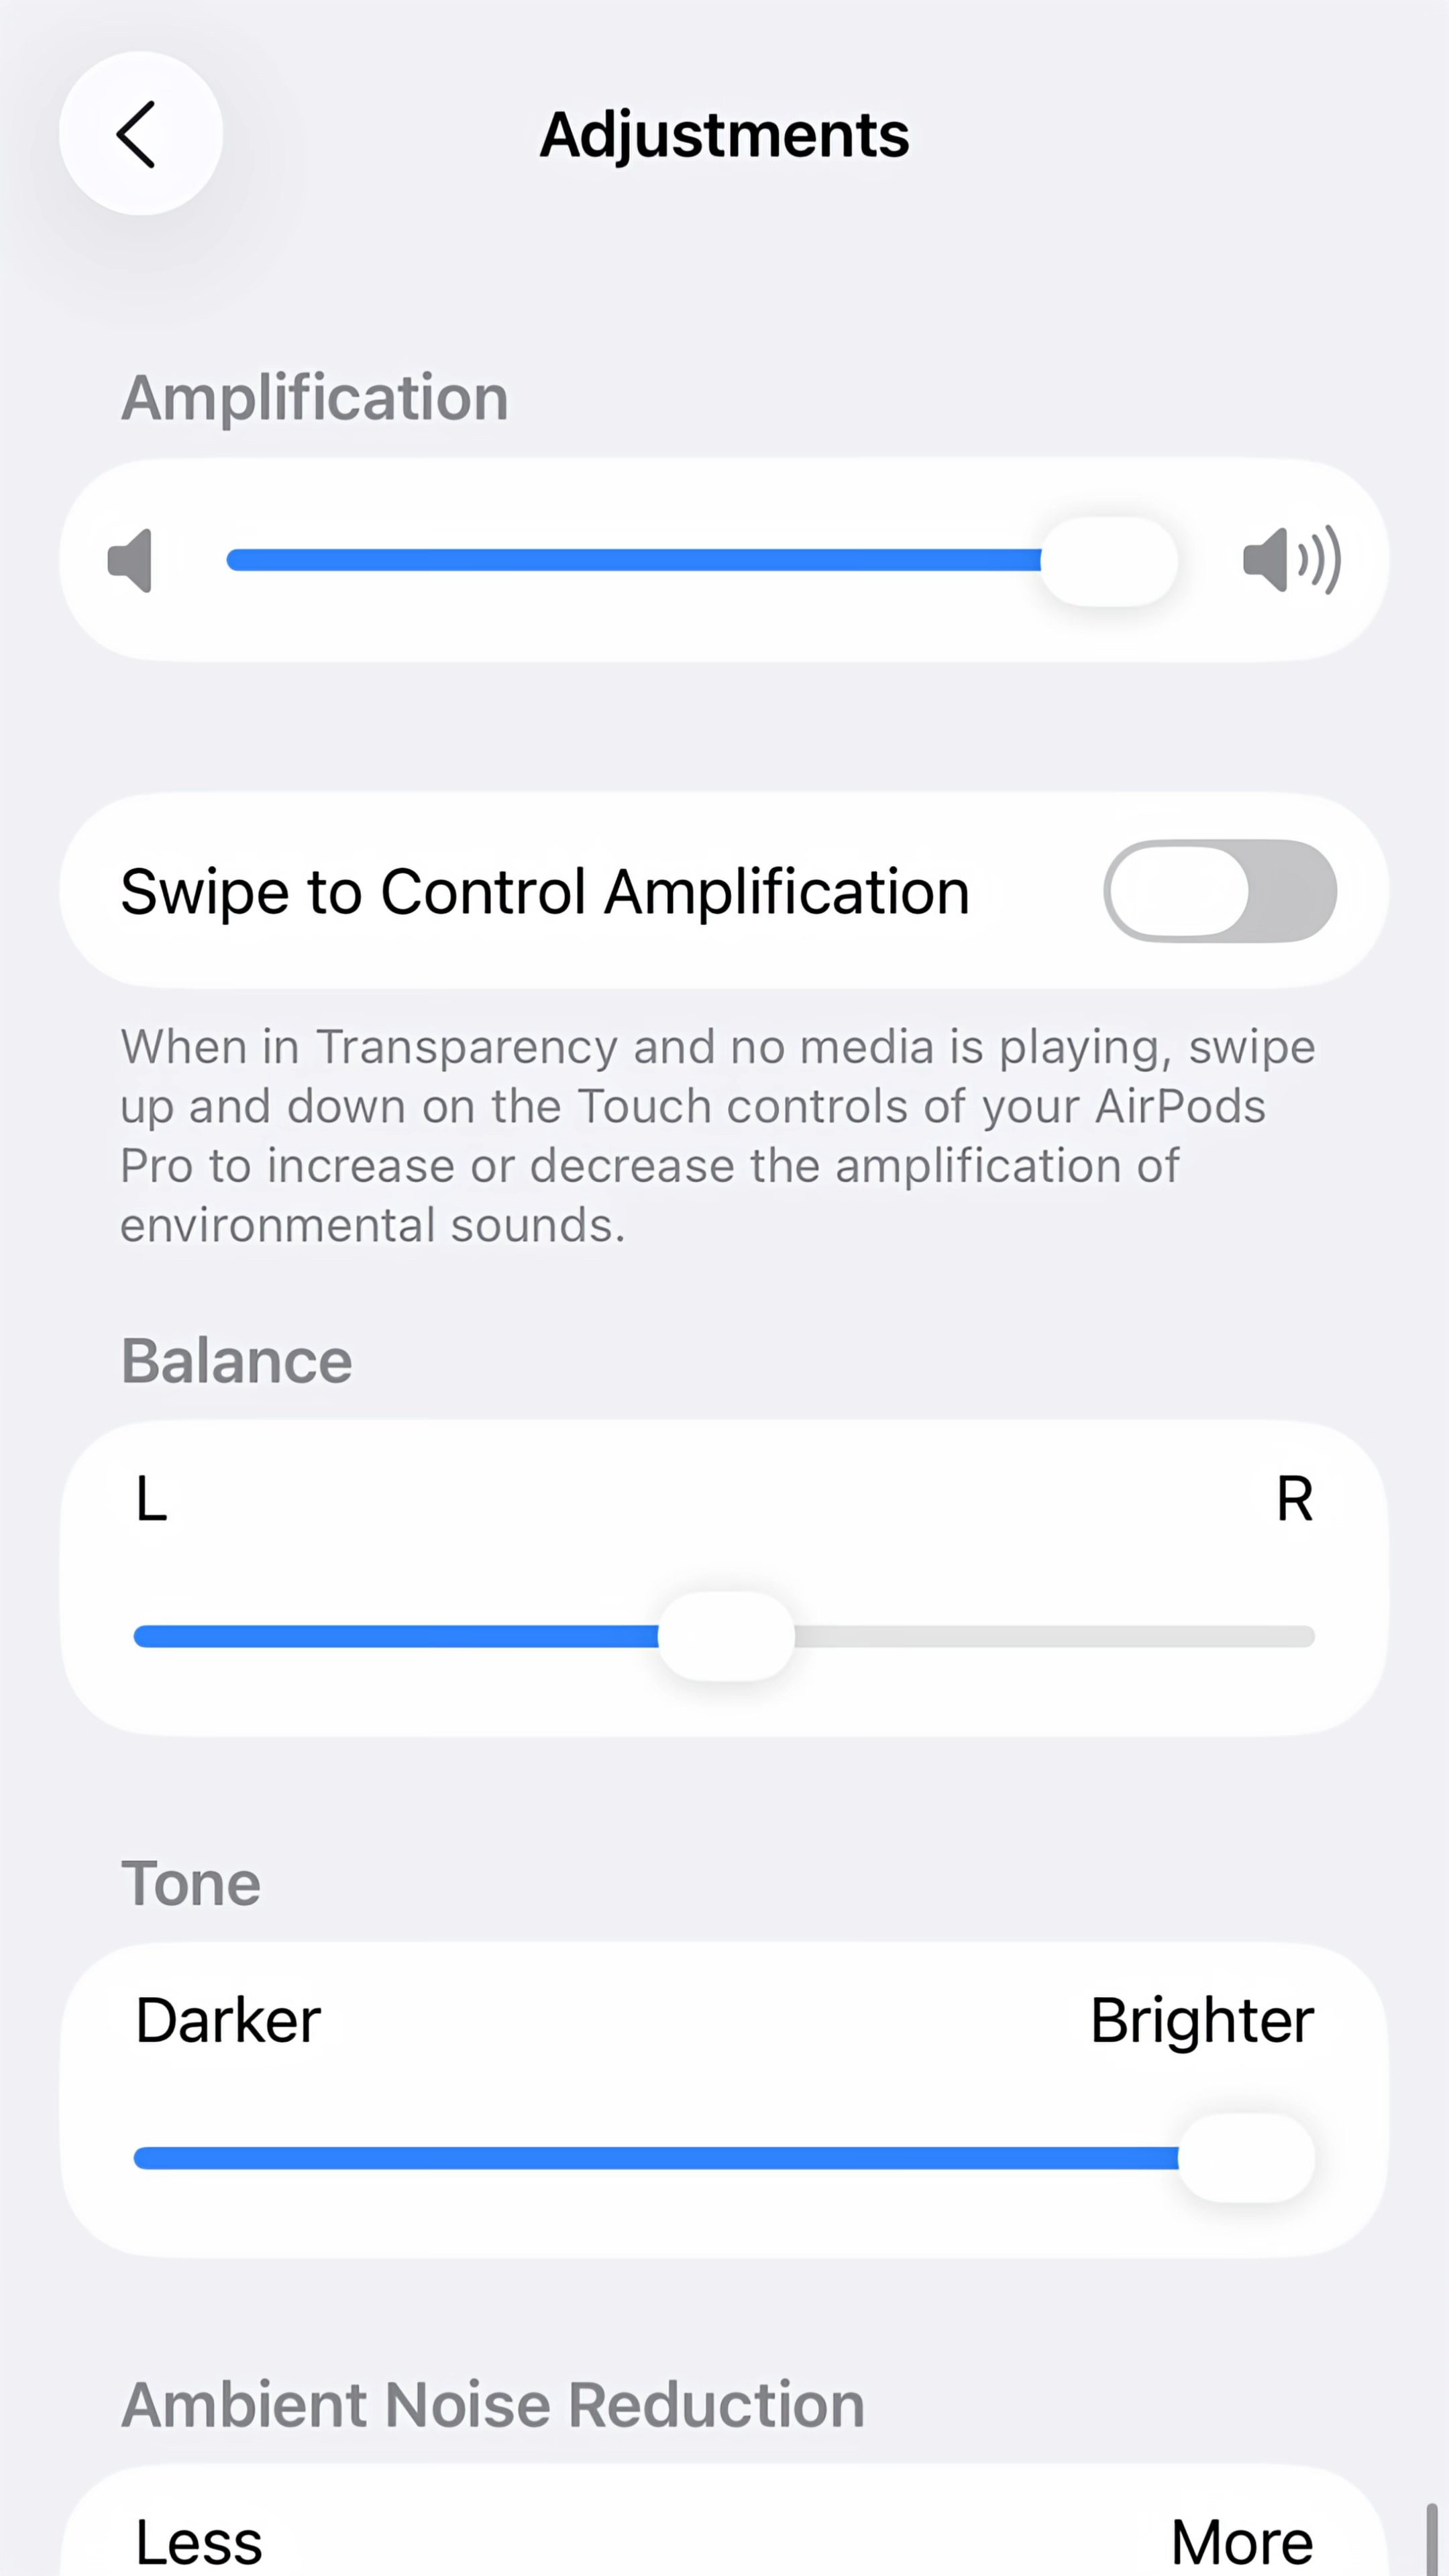 Adjustments
Amplification
Swipe to Control Amplification
When in Transparency and no media is playing, swipe
up and down on the Touch controls of your AirPods
Pro to increase or decrease the amplification of
environmental sounds.
Balance
L R
Tone
Darker Brighter
Ambient Noise Reduction
Less More